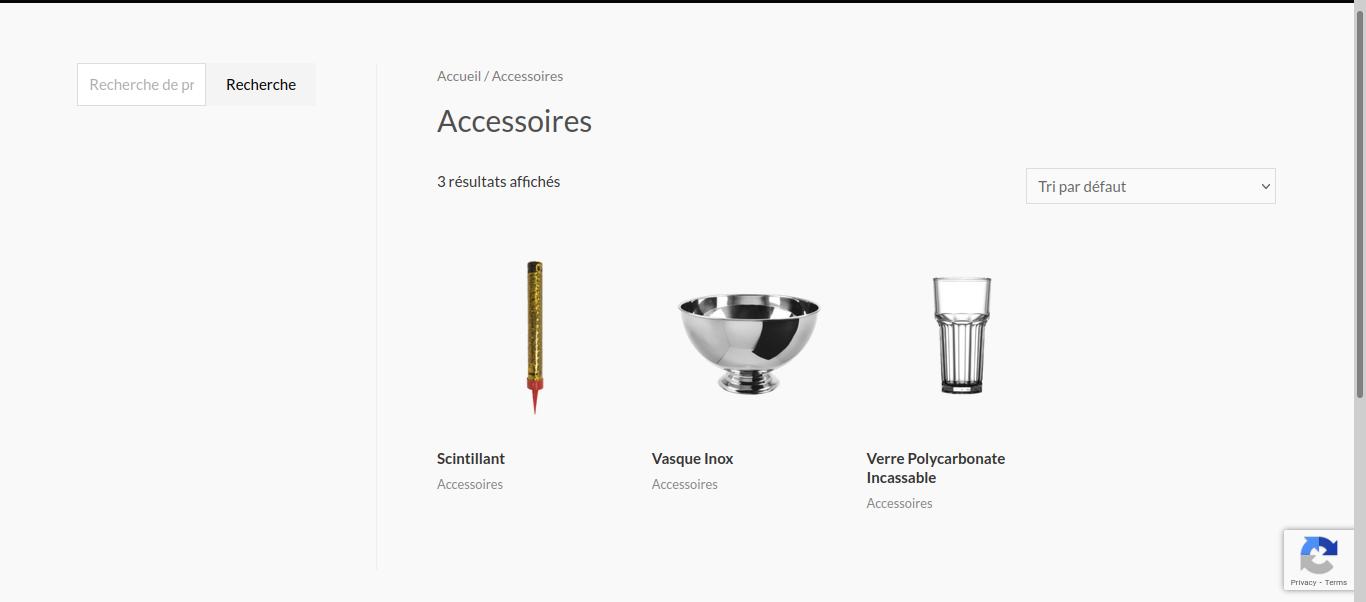 Recherche de pr
Recherche
Accueil / Accessoires
Accessoires
3 résultats affichés
Tri par défaut
Scintillant
Accessoires
Vasque Inox
Accessoires
Verre Polycarbonate
Incassable
Accessoires
Privacy - Terms